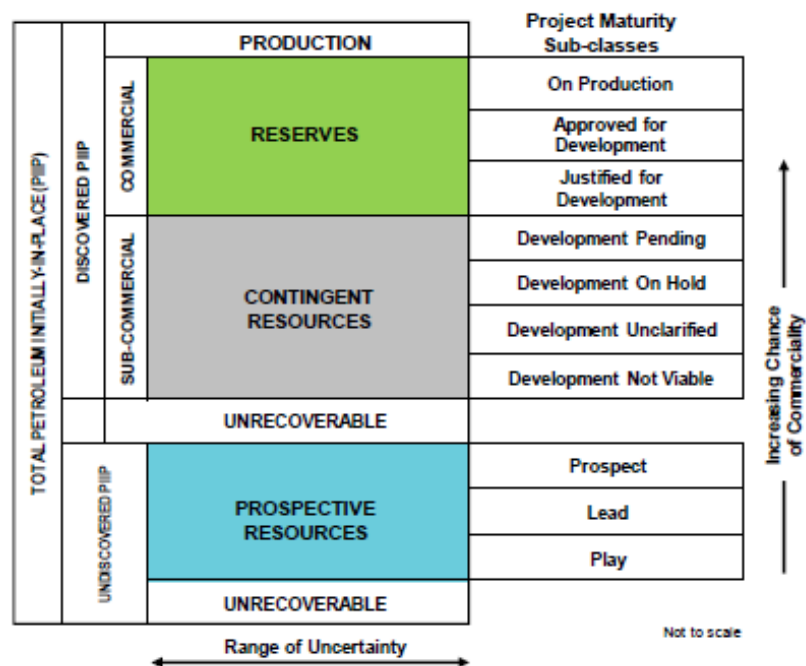 Project Maturity
Sub-classes
PRODUCTION
TOTAL PETROLEUM INITIALLY-IN-PLACE (PIIP)
DISCOVERED PIIP
COMMERCIAL
RESERVES
On Production
Approved for
Development
Justified for
Development
SUB-COMMERCIAL
CONTINGENT
RESOURCES
Development Pending
Development On Hold
Development Unclarified
Development Not Viable
UNRECOVERABLE
UNDISCOVERED PIIP
PROSPECTIVE
RESOURCES
Prospect
Lead
Play
UNRECOVERABLE
Increasing Chance
of Commerciality
Not to scale
Range of Uncertainty